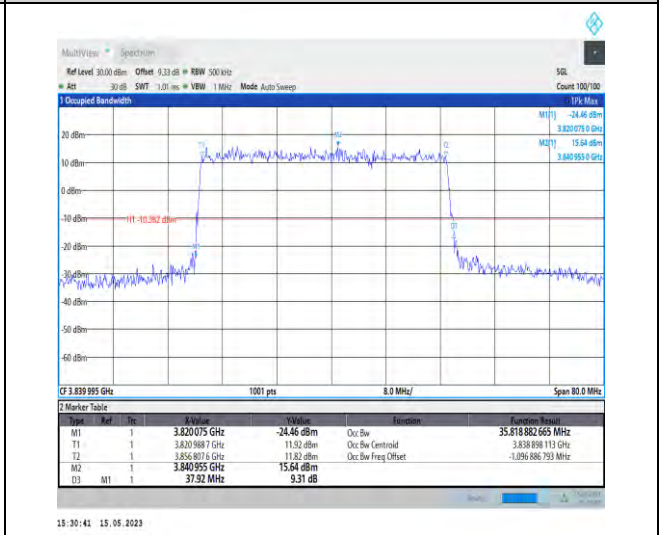 MultiView Spectrum
Ref Level 30.00 dBm Offset 9.33 dB RBW 500 kHz SGL
Att 30 dB SWT 1.01 ms VBW 1 MHz Mode Auto Sweep Count 100/100
1 Occupied Bandwidth 1Pk Max
M1[1] -24.46 dBm
3.820 075 0 GHz
20 dBm M2[1] 15.64 dBm
3.840 955 0 GHz
M2
T1
10 dBm
0 dBm
-10 dBm H1 -10.362 dBm
D3
-20 dBm
M1
-30 dBm
-40 dBm
-50 dBm
-60 dBm
CF 3.839 995 GHz 1001 pts 8.0 MHz/ Span 80.0 MHz
2 Marker Table
Type Ref Trc X-Value Y-Value Function Function Result
M1 1 3.820 075 GHz -24.46 dBm Occ Bw 35.818 882 665 MHz
T1 1 3.820 988 7 GHz 11.92 dBm Occ Bw Centroid 3.838 898 113 GHz
T2 1 3.856 807 6 GHz 11.82 dBm Occ Bw Freq Offset -1.096 886 793 MHz
M2 1 3.840 955 GHz 15.64 dBm
D3 M1 1 37.92 MHz 9.31 dB
15:30:41 15.05.2023